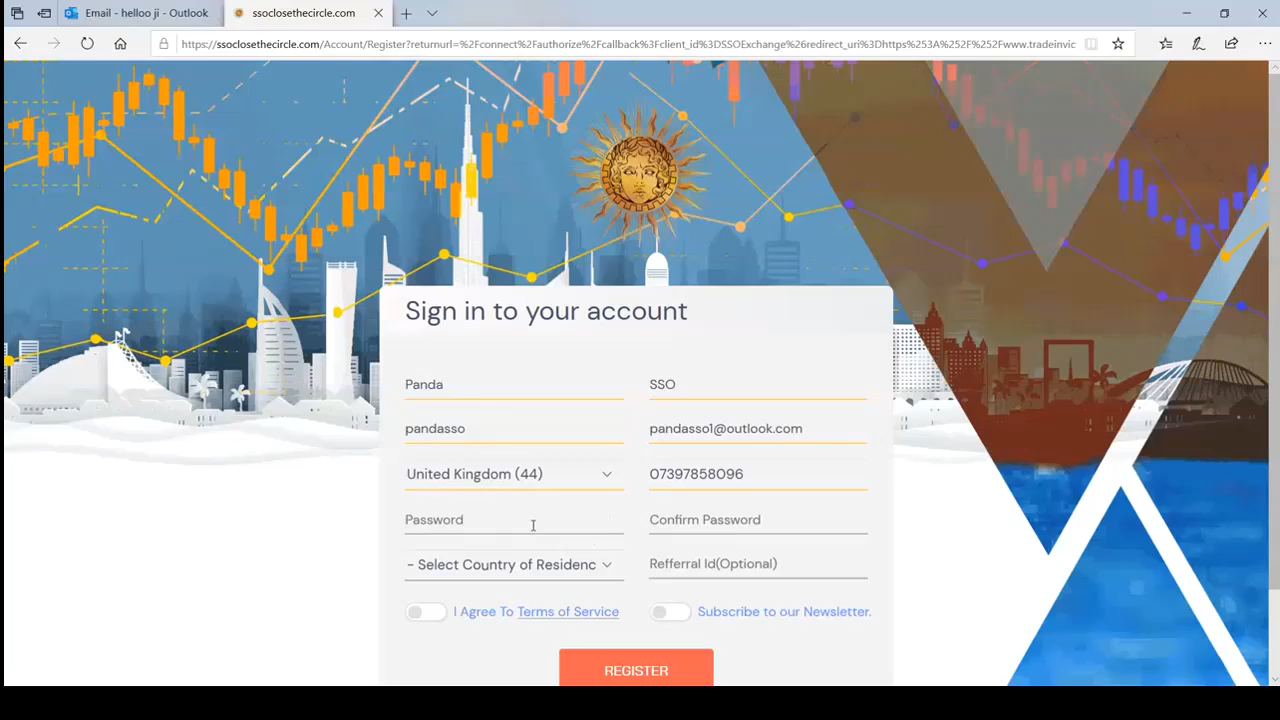 Email - helloo ji - Outlook
ssoclosethecircle.com
https://ssoclosethecircle.com/Account/Register?returnurl=%2Fconnect%2Fauthorize%2Fcallback%3Fclient_id%3DSSOExchange%26redirect_uri%3Dhttps%253A%252F%252Fwww.tradeinvic
Sign in to your account
Panda SSO
pandasso pandasso1@outlook.com
United Kingdom (44) 07397858096
Password Confirm Password
- Select Country of Residenc Refferral Id(Optional)
I Agree To Terms of Service Subscribe to our Newsletter.
REGISTER